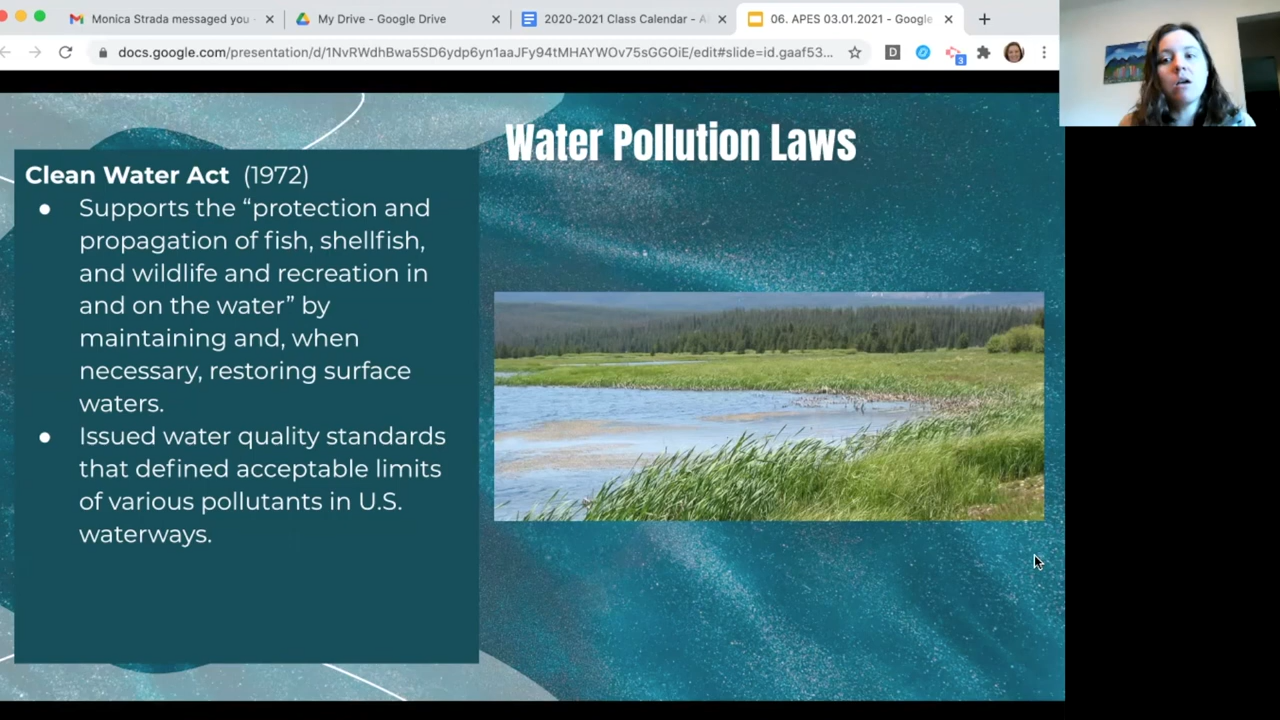 Monica Strada messaged you -
My Drive - Google Drive
2020-2021 Class Calendar -
06. APES 03.01.2021 - Google
docs.google.com/presentation/d/1NvRWdhBwa5SD6ydp6yn1aaJFy94tMHAYWOv75sGGOiE/edit#slide=id.gaaf53...
D
3
Water Pollution Laws
Clean Water Act (1972)
● Supports the “protection and
propagation of fish, shellfish,
and wildlife and recreation in
and on the water” by
maintaining and, when
necessary, restoring surface
waters.
● Issued water quality standards
that defined acceptable limits
of various pollutants in U.S.
waterways.